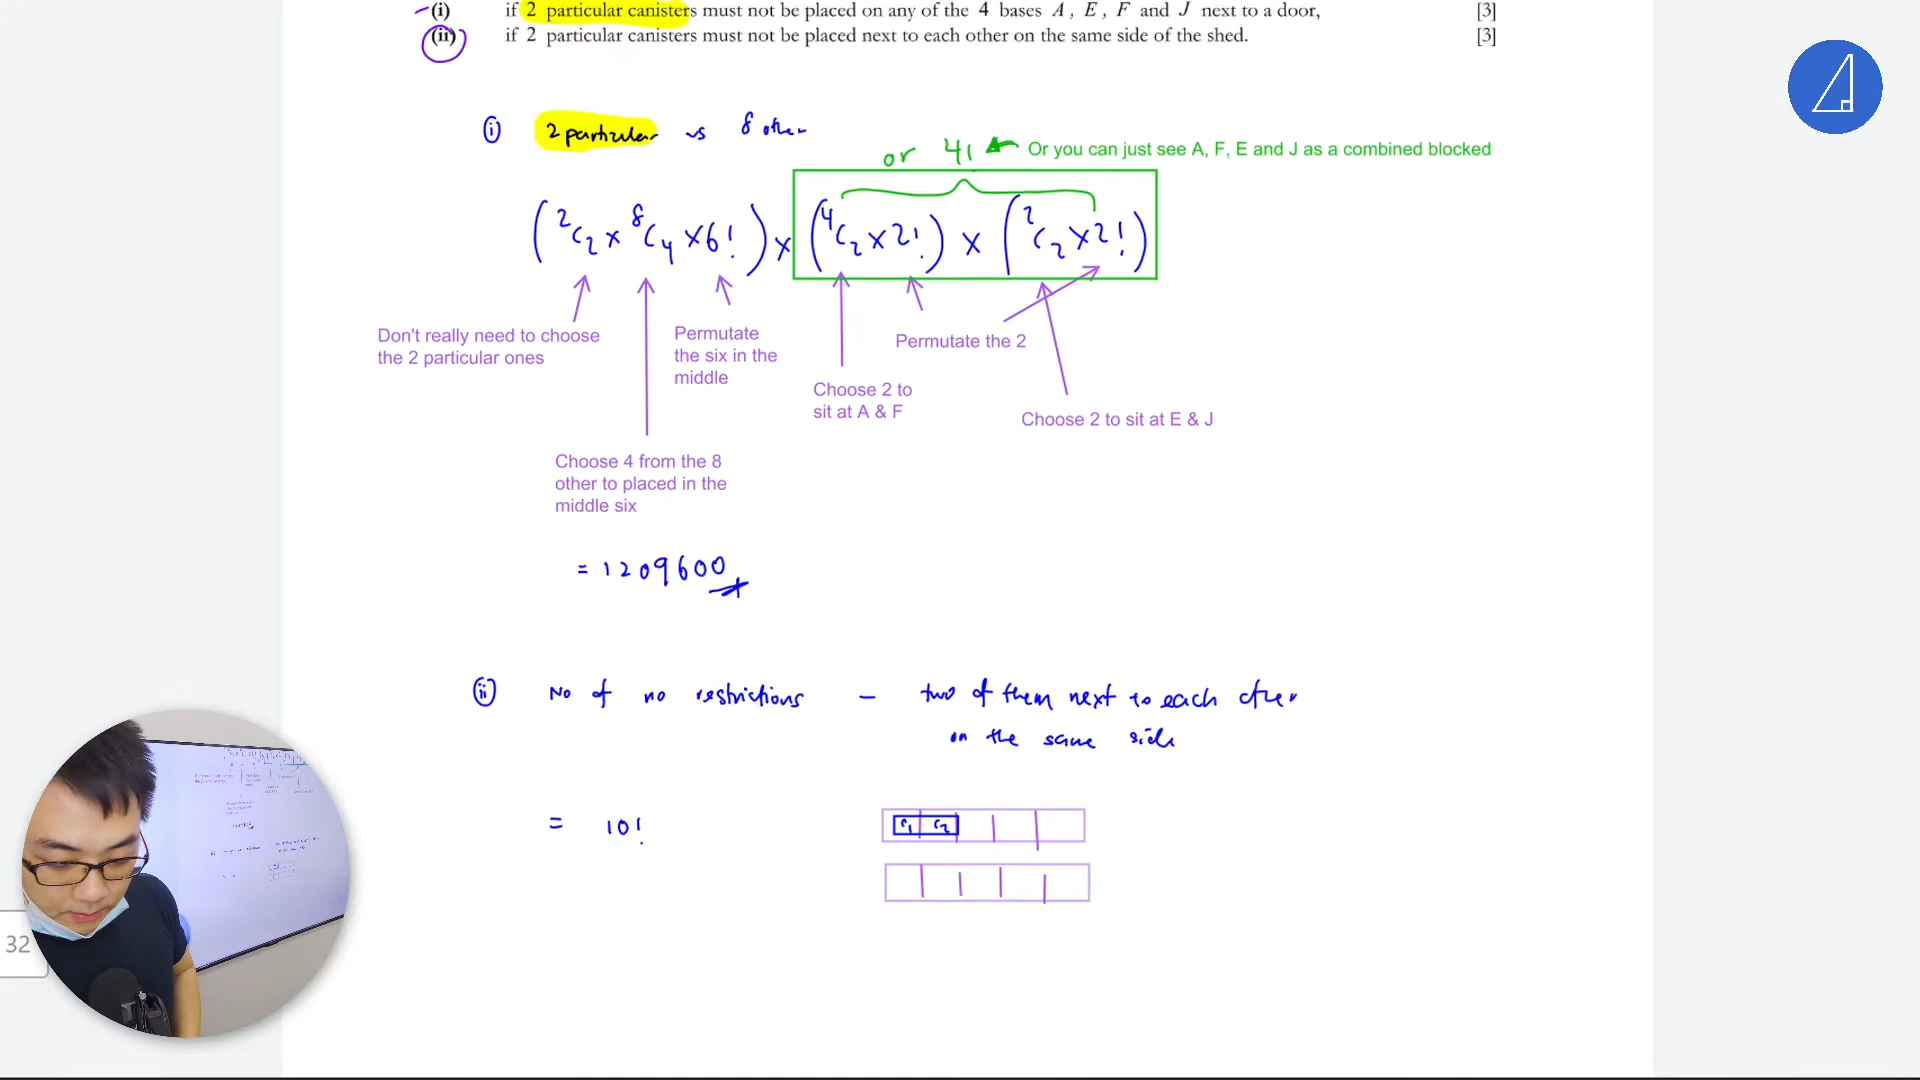 (i) if 2 particular canisters must not be placed on any of the 4 bases A, E, F and J next to a door, [3]
(ii) if 2 particular canisters must not be placed next to each other on the same side of the shed. [3]
(i) 2 particular vs 8 other
or 4! Or you can just see A, F, E and J as a combined blocked
(²C₂ × ⁸C₄ × 6!) × (⁴C₂ × 2!) × (²C₂ × 2!)
Don't really need to choose
the 2 particular ones
Permutate
the six in the
middle
Permutate the 2
Choose 2 to
sit at A & F
Choose 2 to sit at E & J
Choose 4 from the 8
other to placed in the
middle six
= 1209600
(ii) No of no restrictions — two of them next to each other
on the same side
= 10!
C₁ C₂
32